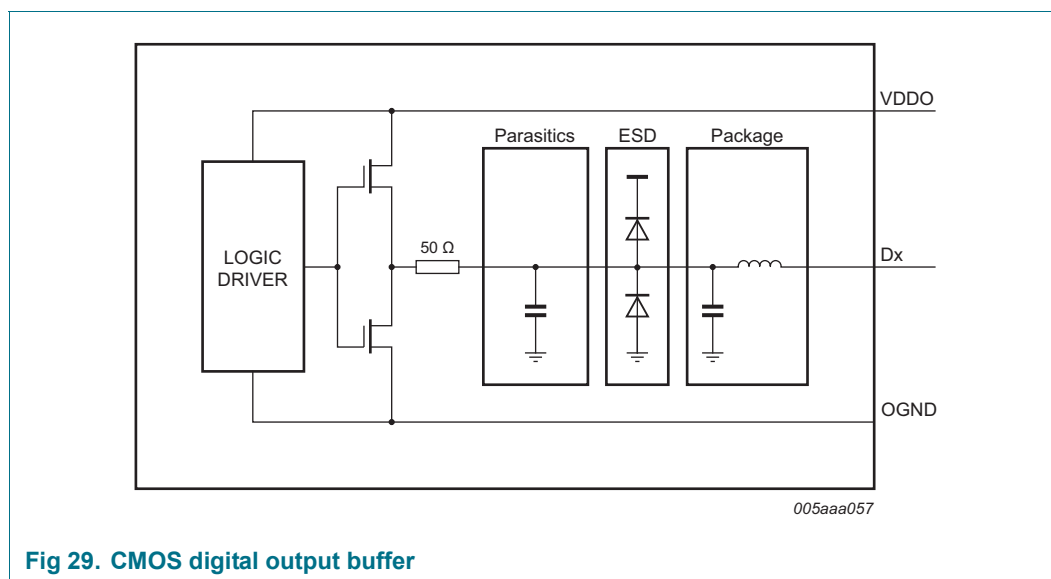 VDDO
Parasitics
ESD
Package
50 Ω
LOGIC
DRIVER
Dx
OGND
005aaa057
Fig 29. CMOS digital output buffer